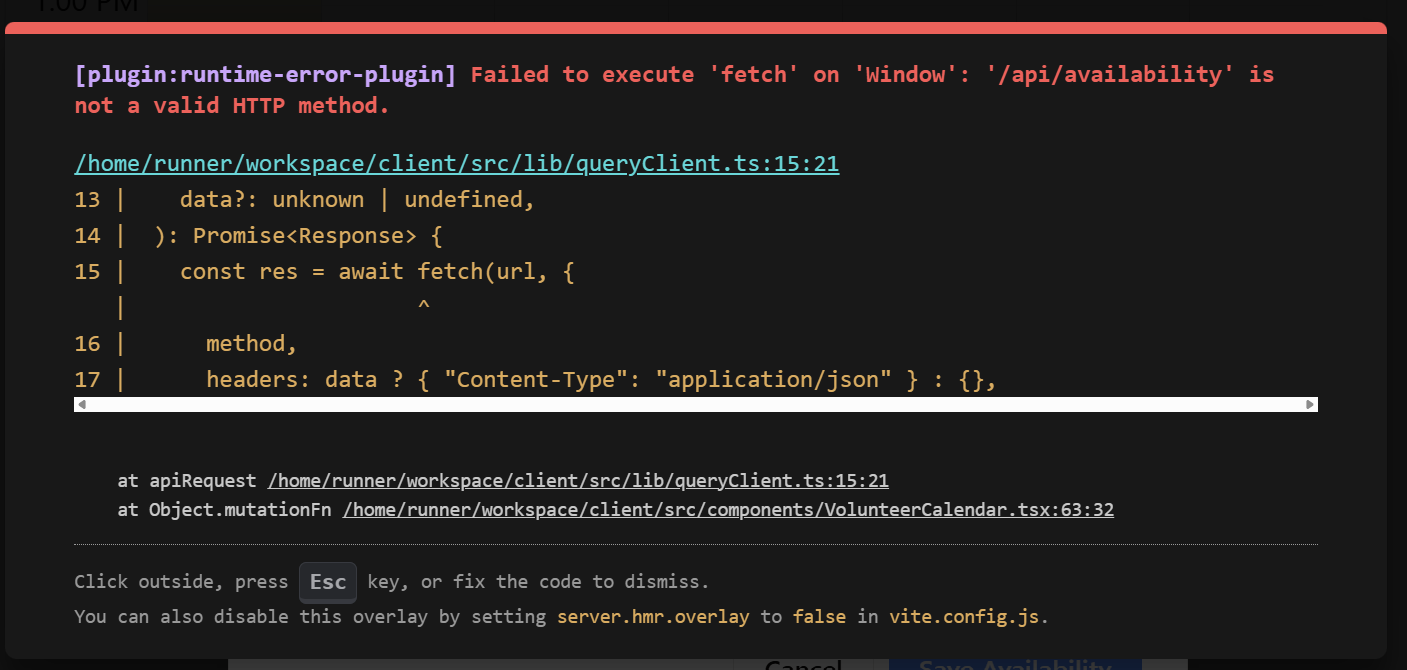 1:00 PM
[plugin:runtime-error-plugin] Failed to execute 'fetch' on 'Window': '/api/availability' is
not a valid HTTP method.
/home/runner/workspace/client/src/lib/queryClient.ts:15:21
13 |    data?: unknown | undefined,
14 |  ): Promise<Response> {
15 |    const res = await fetch(url, {
   |                      ^
16 |      method,
17 |      headers: data ? { "Content-Type": "application/json" } : {},
at apiRequest /home/runner/workspace/client/src/lib/queryClient.ts:15:21
at Object.mutationFn /home/runner/workspace/client/src/components/VolunteerCalendar.tsx:63:32
Click outside, press Esc key, or fix the code to dismiss.
You can also disable this overlay by setting server.hmr.overlay to false in vite.config.js.
Cancel Save Availability